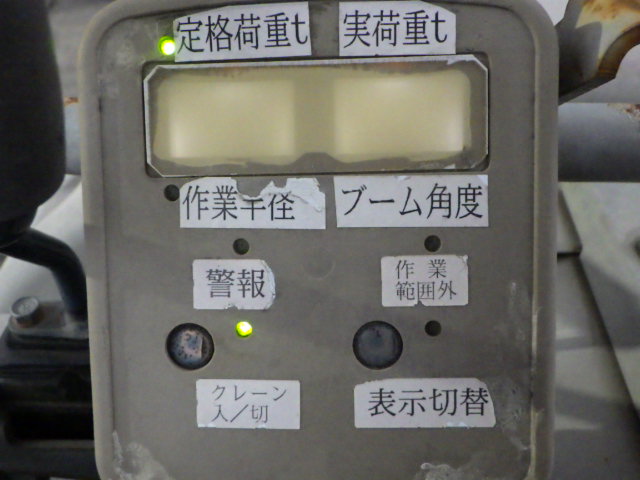 定格荷重t
実荷重t
作業半径
ブーム角度
警報
作業
範囲外
クレーン
入／切
表示切替